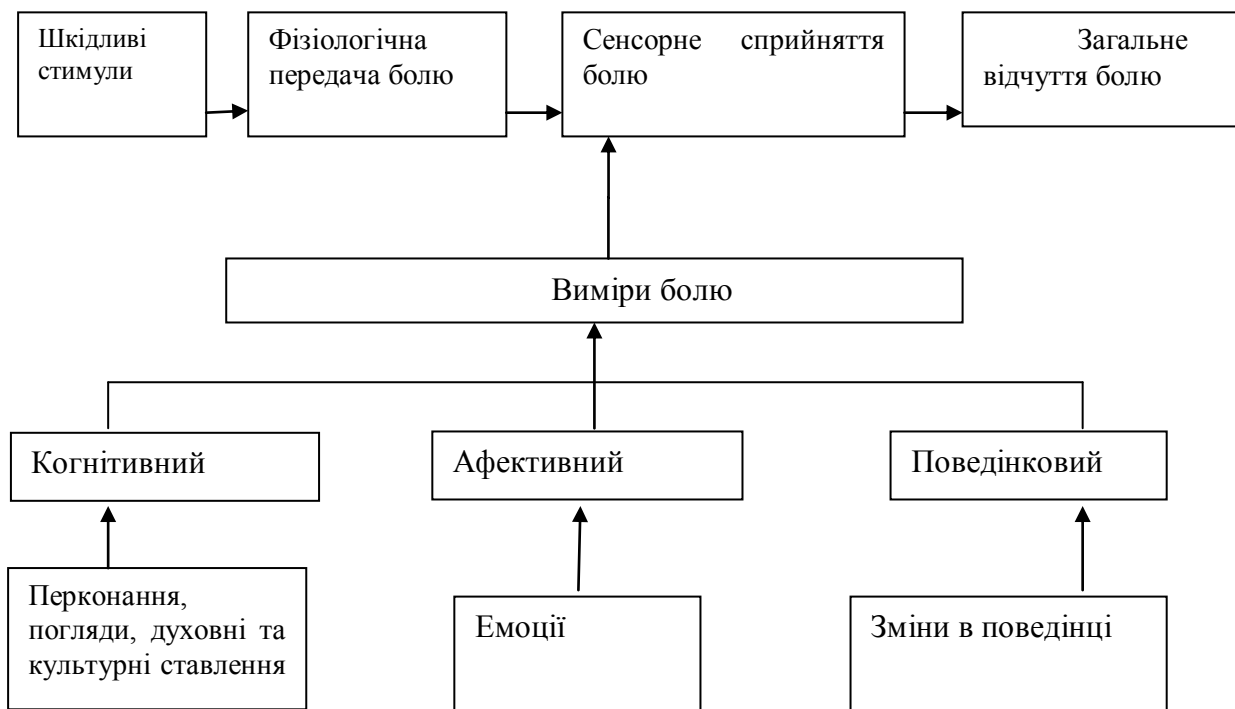 Шкідливі
стимули
Фізіологічна
передача болю
Сенсорне сприйняття
болю
Загальне
відчуття болю
Виміри болю
Когнітивний
Афективний
Поведінковий
Перконання,
погляди, духовні та
культурні ставлення
Емоції
Зміни в поведінці